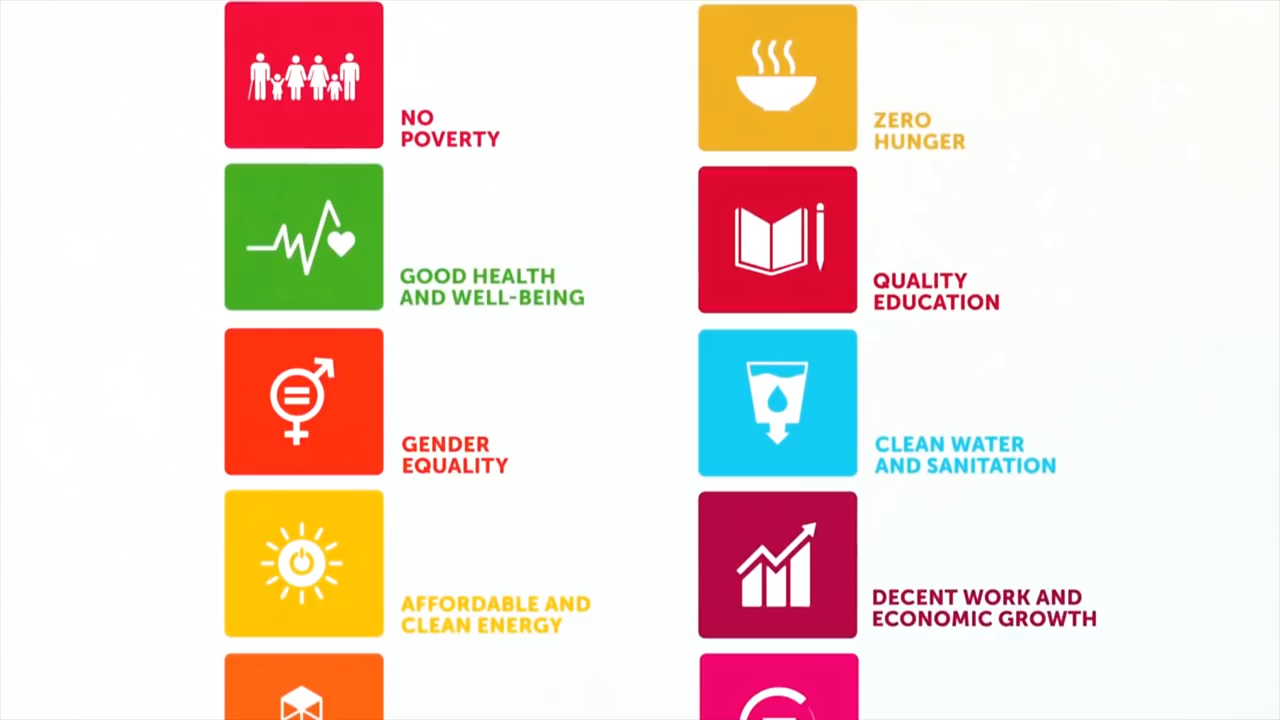 NO
POVERTY
ZERO
HUNGER
GOOD HEALTH
AND WELL-BEING
QUALITY
EDUCATION
GENDER
EQUALITY
CLEAN WATER
AND SANITATION
AFFORDABLE AND
CLEAN ENERGY
DECENT WORK AND
ECONOMIC GROWTH